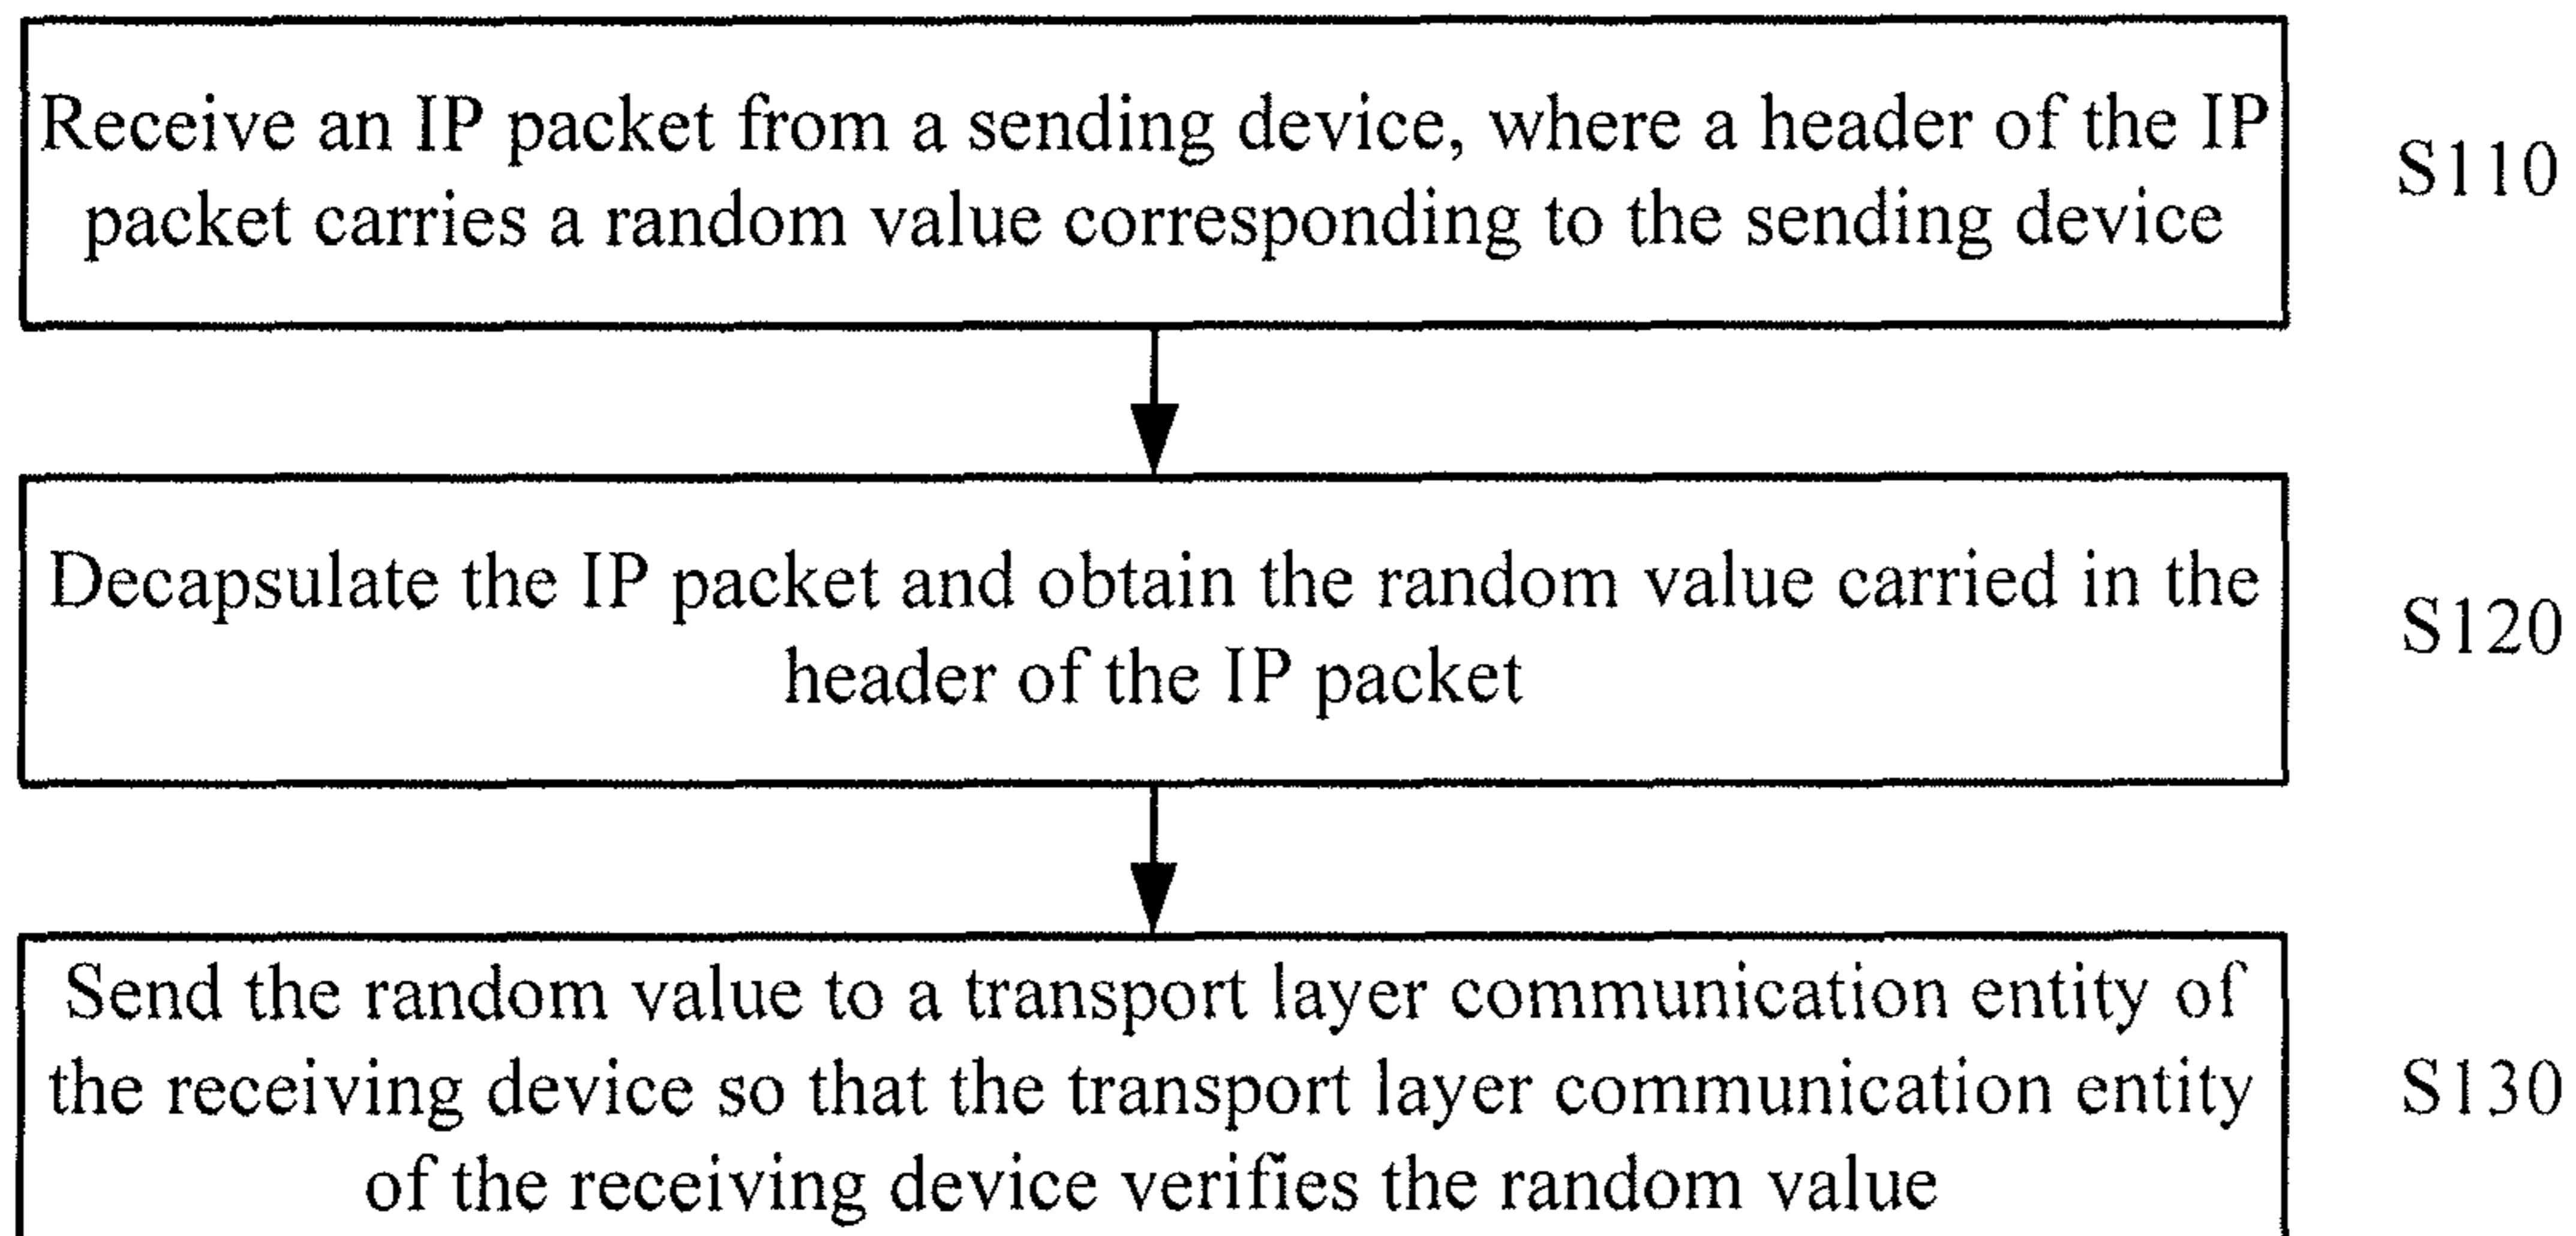 Receive an IP packet from a sending device, where a header of the IP
packet carries a random value corresponding to the sending device
S110
Decapsulate the IP packet and obtain the random value carried in the
header of the IP packet
S120
Send the random value to a transport layer communication entity of
the receiving device so that the transport layer communication entity
of the receiving device verifies the random value
S130